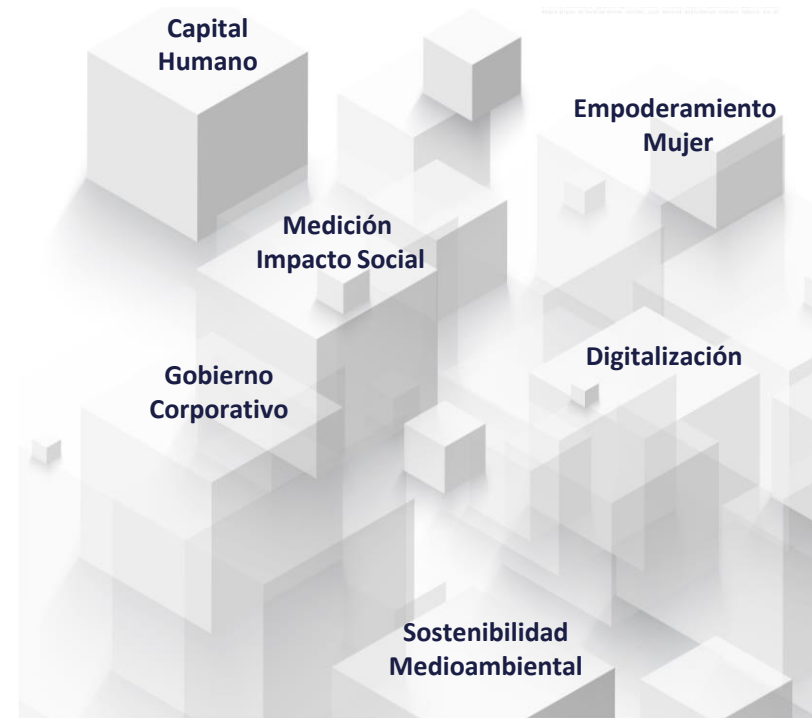 Capital
Humano
Empoderamiento
Mujer
Medición
Impacto Social
Digitalización
Gobierno
Corporativo
Sostenibilidad
Medioambiental